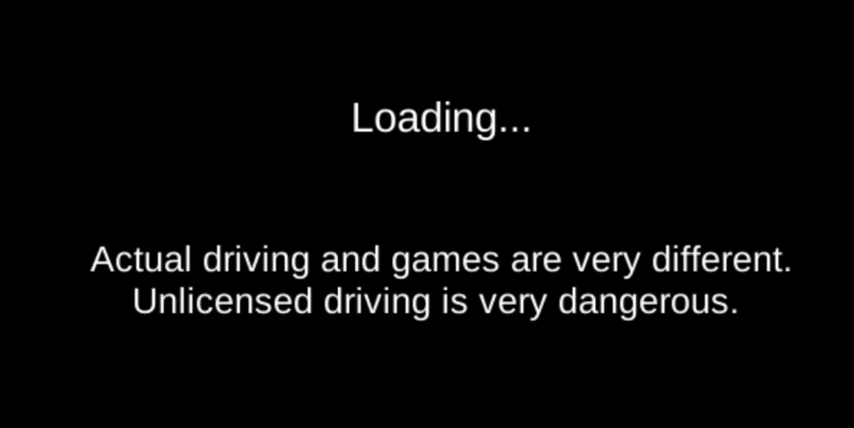 Loading...
Actual driving and games are very different.
Unlicensed driving is very dangerous.